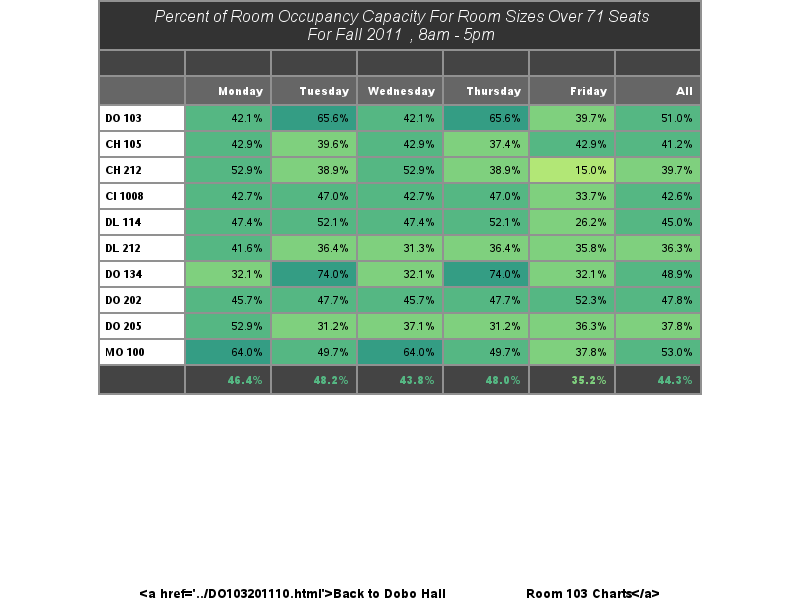 Percent of Room Occupancy Capacity For Room Sizes Over 71 Seats
For Fall 2011 , 8am - 5pm
Monday Tuesday Wednesday Thursday Friday All
DO 103 42.1% 65.6% 42.1% 65.6% 39.7% 51.0%
CH 105 42.9% 39.6% 42.9% 37.4% 42.9% 41.2%
CH 212 52.9% 38.9% 52.9% 38.9% 15.0% 39.7%
CI 1008 42.7% 47.0% 42.7% 47.0% 33.7% 42.6%
DL 114 47.4% 52.1% 47.4% 52.1% 26.2% 45.0%
DL 212 41.6% 36.4% 31.3% 36.4% 35.8% 36.3%
DO 134 32.1% 74.0% 32.1% 74.0% 32.1% 48.9%
DO 202 45.7% 47.7% 45.7% 47.7% 52.3% 47.8%
DO 205 52.9% 31.2% 37.1% 31.2% 36.3% 37.8%
MO 100 64.0% 49.7% 64.0% 49.7% 37.8% 53.0%
46.4% 48.2% 43.8% 48.0% 35.2% 44.3%
<a href='../DO103201110.html'>Back to Dobo Hall Room 103 Charts</a>